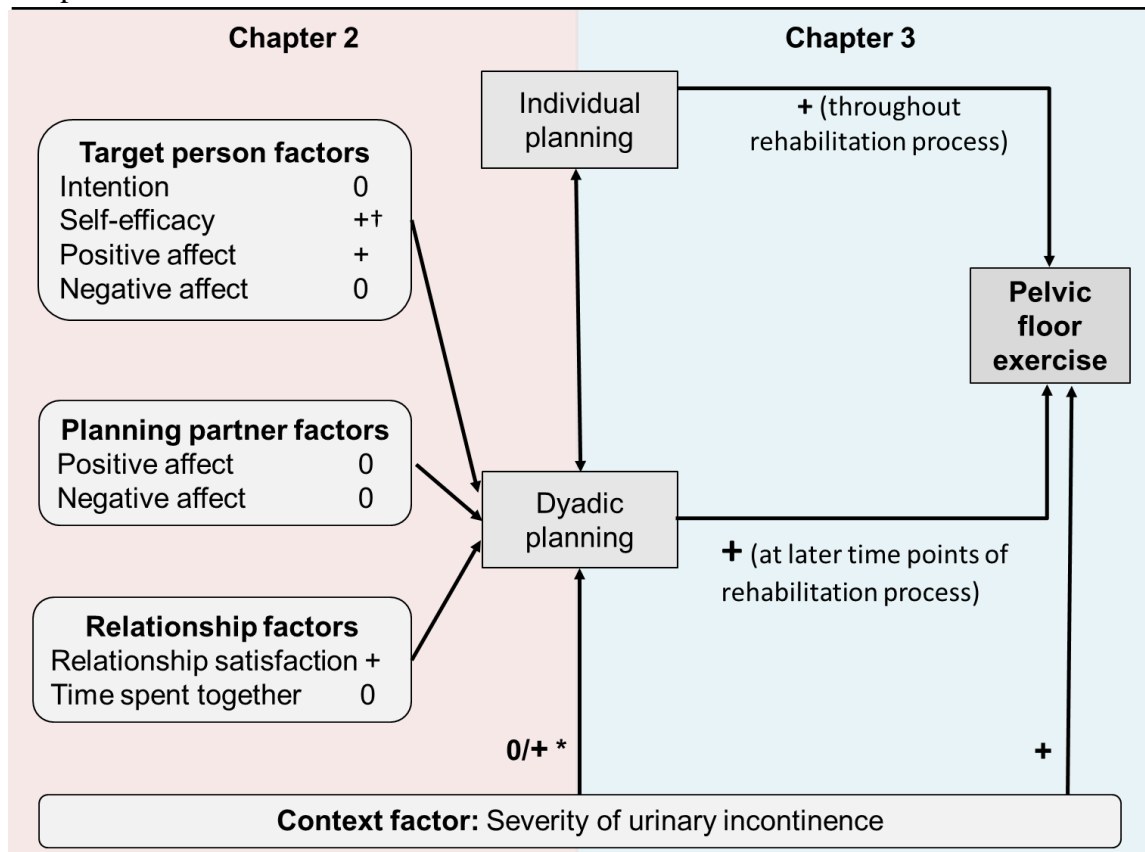 Chapter 2
Chapter 3
Individual
planning
+ (throughout
rehabilitation process)
Target person factors
Intention 0
Self-efficacy +†
Positive affect +
Negative affect 0
Pelvic
floor
exercise
Planning partner factors
Positive affect 0
Negative affect 0
Dyadic
planning
+ (at later time points of
rehabilitation process)
Relationship factors
Relationship satisfaction +
Time spent together 0
0/+ *
+
Context factor: Severity of urinary incontinence